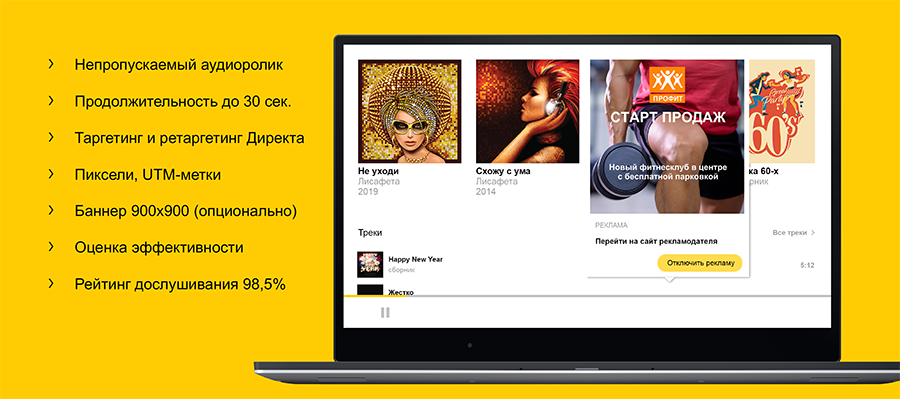 Непропускаемый аудиоролик
Продолжительность до 30 сек.
Таргетинг и ретаргетинг Директа
Пиксели, UTM-метки
Баннер 900x900 (опционально)
Оценка эффективности
Рейтинг дослушивания 98,5%
Не уходи
Лисафета
2019
Схожу с ума
Лисафета
2014
ПРОФИТ
СТАРТ ПРОДАЖ
Новый фитнесклуб в центре
с бесплатной парковкой
РЕКЛАМА
Перейти на сайт рекламодателя
Отключить рекламу
Party
60's
ка 60-х
орник
Треки
Все треки
Happy New Year
сборник
5:12
Жестко